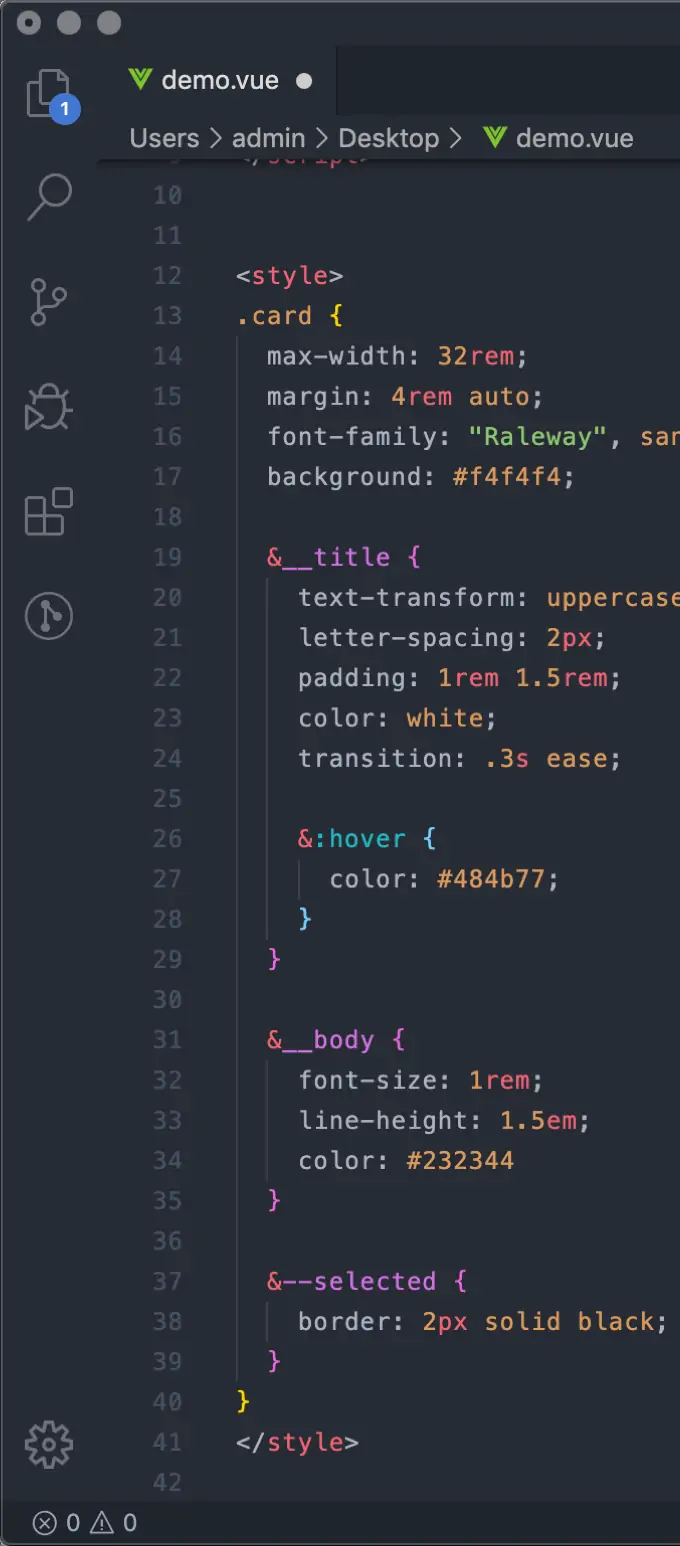 demo.vue
1
Users > admin > Desktop > demo.vue
10
11
12 <style>
13 .card {
14 max-width: 32rem;
15 margin: 4rem auto;
16 font-family: "Raleway", san
17 background: #f4f4f4;
18
19 &__title {
20 text-transform: uppercase
21 letter-spacing: 2px;
22 padding: 1rem 1.5rem;
23 color: white;
24 transition: .3s ease;
25
26 &:hover {
27 color: #484b77;
28 }
29 }
30
31 &__body {
32 font-size: 1rem;
33 line-height: 1.5em;
34 color: #232344
35 }
36
37 &--selected {
38 border: 2px solid black;
39 }
40 }
41 </style>
42
0 0